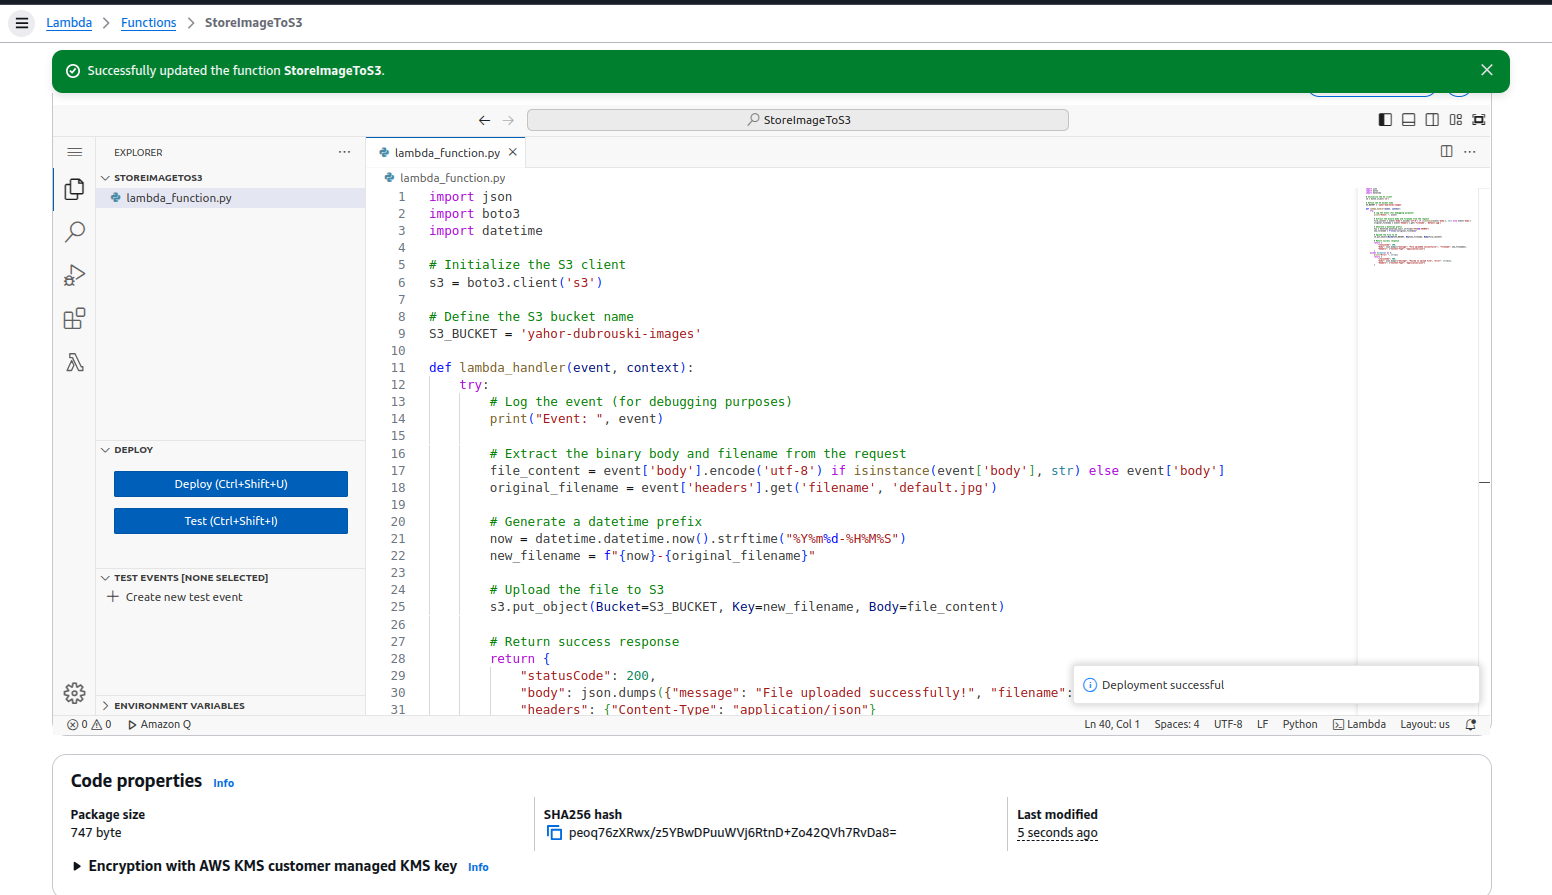 Lambda > Functions > StoreImageToS3
Successfully updated the function StoreImageToS3.
StoreImageToS3
EXPLORER
STOREIMAGETOS3
lambda_function.py
DEPLOY
Deploy (Ctrl+Shift+U)
Test (Ctrl+Shift+I)
TEST EVENTS [NONE SELECTED]
Create new test event
ENVIRONMENT VARIABLES
lambda_function.py
lambda_function.py
1 import json
2 import boto3
3 import datetime
4
5 # Initialize the S3 client
6 s3 = boto3.client('s3')
7
8 # Define the S3 bucket name
9 S3_BUCKET = 'yahor-dubrouski-images'
10
11 def lambda_handler(event, context):
12 try:
13 # Log the event (for debugging purposes)
14 print("Event: ", event)
15
16 # Extract the binary body and filename from the request
17 file_content = event['body'].encode('utf-8') if isinstance(event['body'], str) else event['body']
18 original_filename = event['headers'].get('filename', 'default.jpg')
19
20 # Generate a datetime prefix
21 now = datetime.datetime.now().strftime("%Y%m%d-%H%M%S")
22 new_filename = f"{now}-{original_filename}"
23
24 # Upload the file to S3
25 s3.put_object(Bucket=S3_BUCKET, Key=new_filename, Body=file_content)
26
27 # Return success response
28 return {
29 "statusCode": 200,
30 "body": json.dumps({"message": "File uploaded successfully!", "filename":
31 "headers": {"Content-Type": "application/json"}
Deployment successful
0 0 Amazon Q
Ln 40, Col 1 Spaces: 4 UTF-8 LF Python Lambda Layout: us
Code properties Info
Package size
747 byte
SHA256 hash
peoq76zXRwx/z5YBwDPuuWVj6RtnD+Zo42QVh7RvDa8=
Last modified
5 seconds ago
Encryption with AWS KMS customer managed KMS key Info